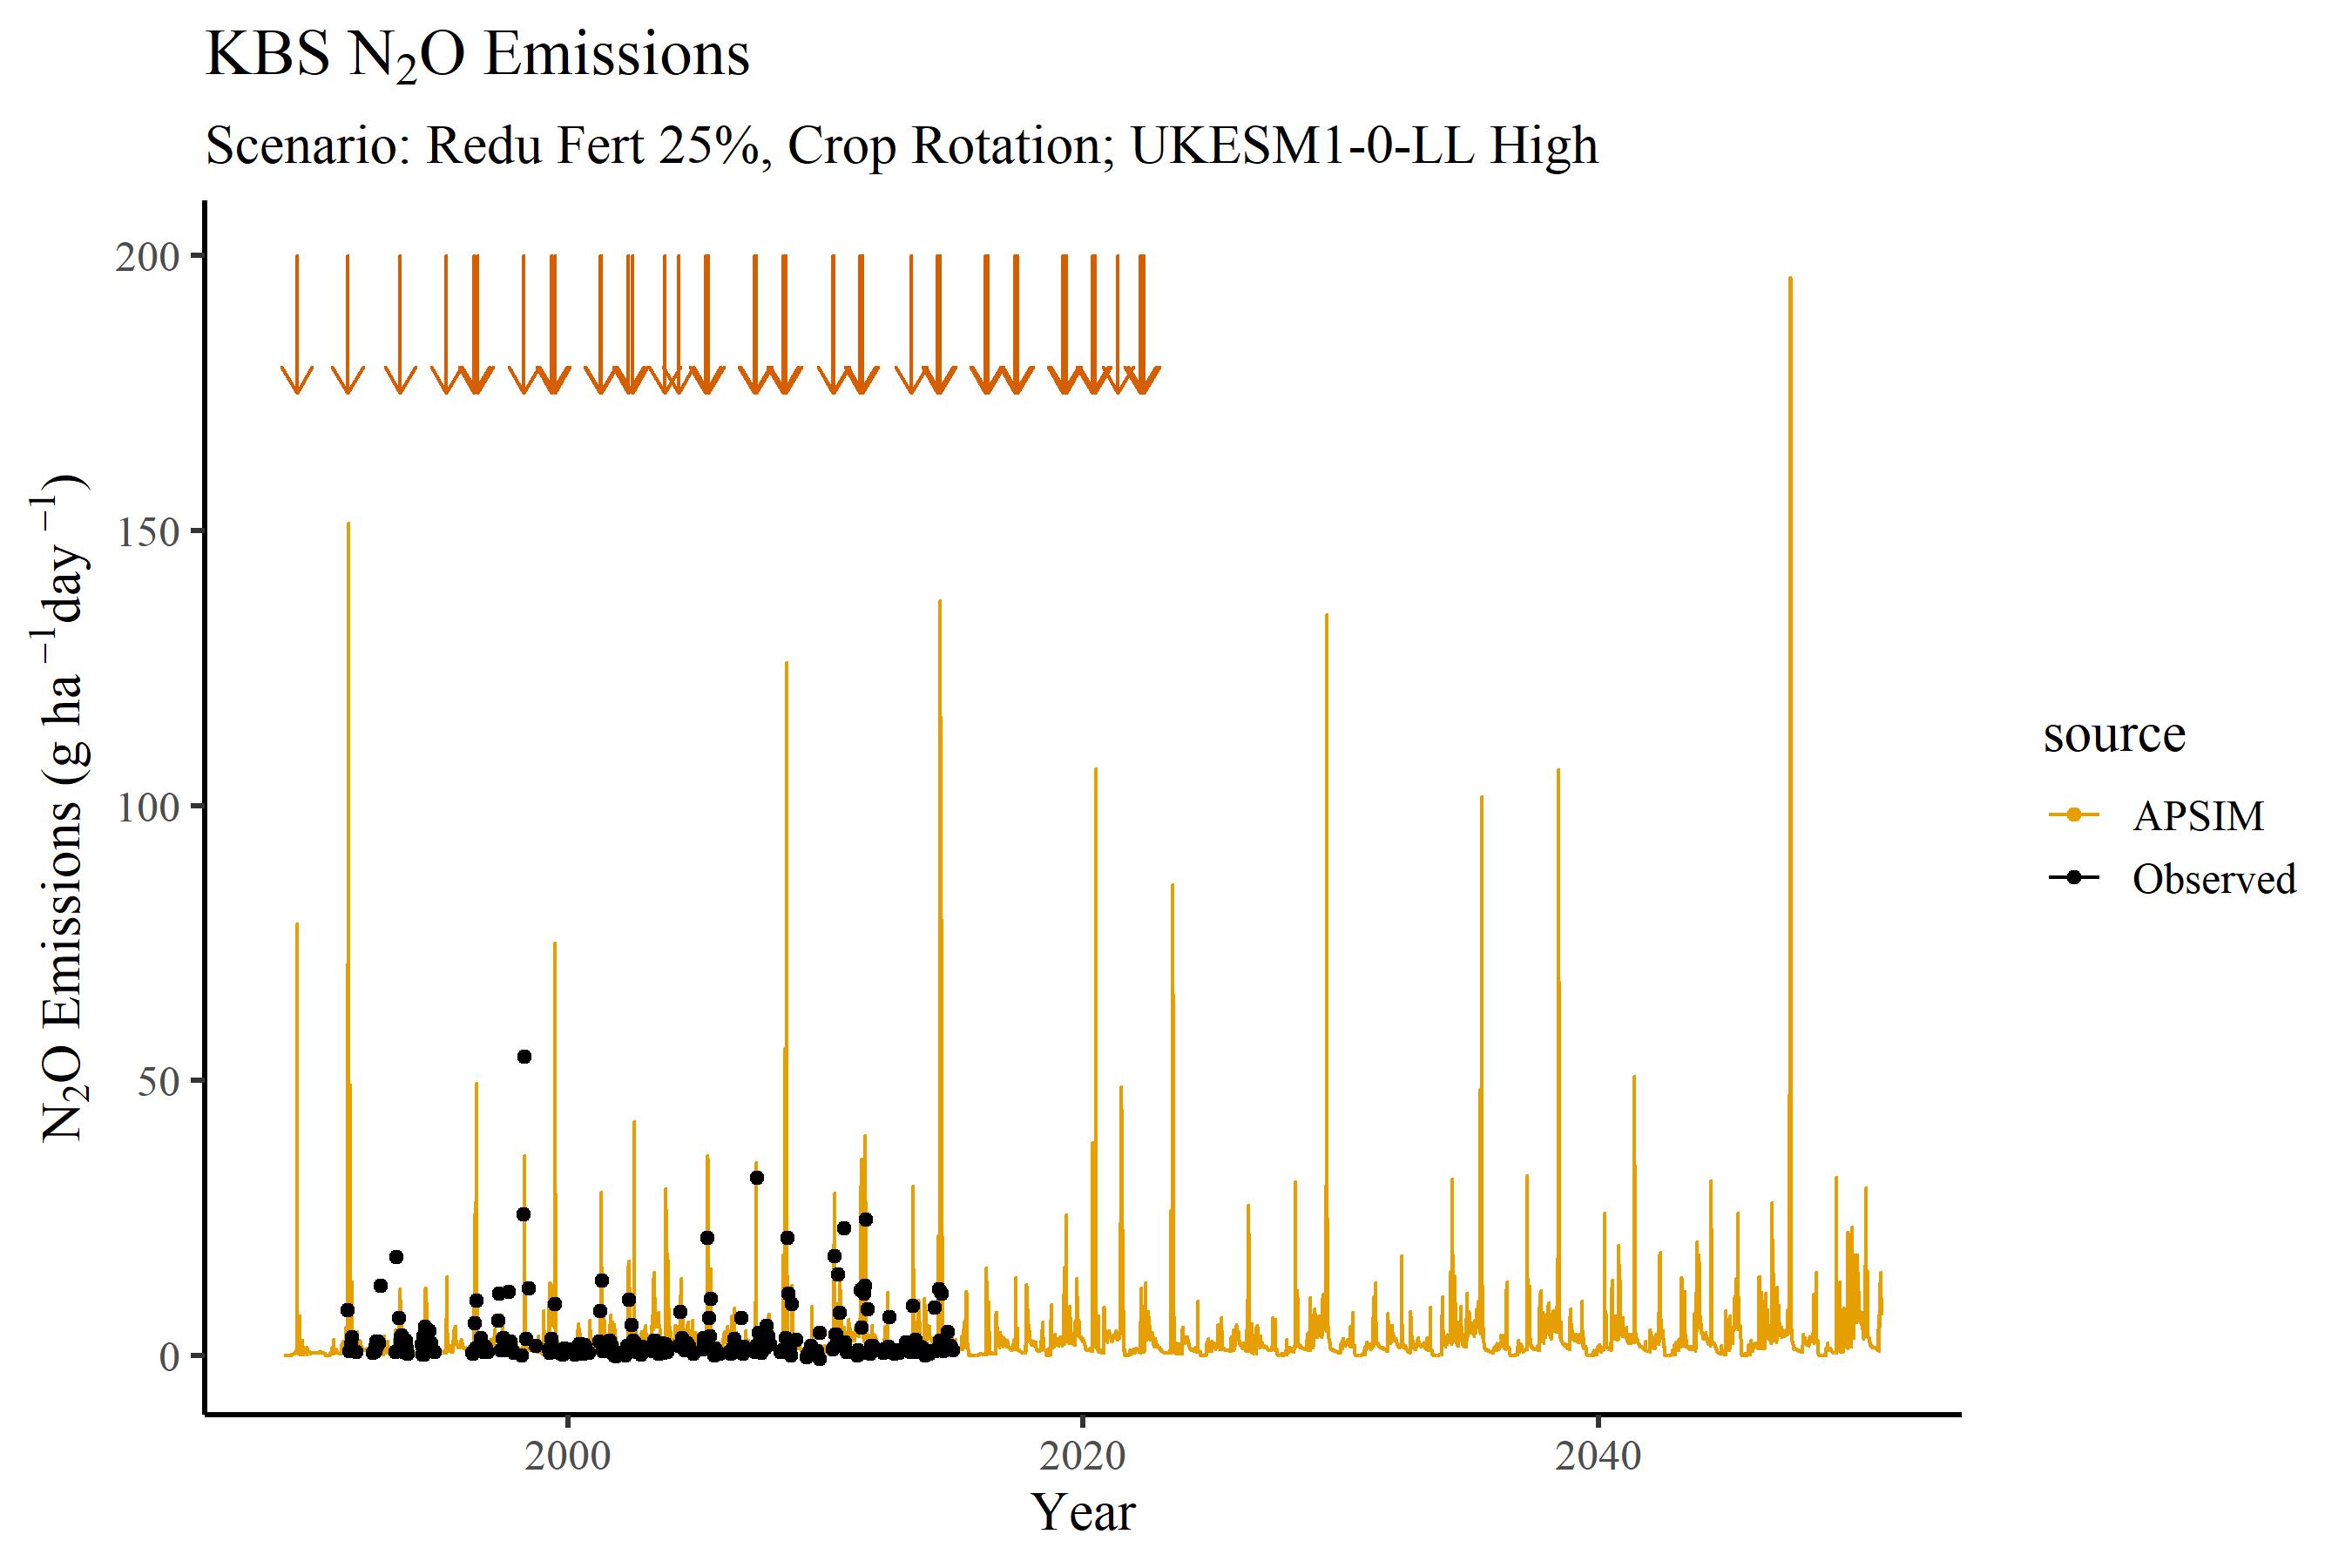 KBS N₂O Emissions
Scenario: Redu Fert 25%, Crop Rotation; UKESM1-0-LL High
N₂O Emissions (g ha ⁻¹day ⁻¹)
200
150
100
50
0
2000 2020 2040
Year
source
APSIM
Observed